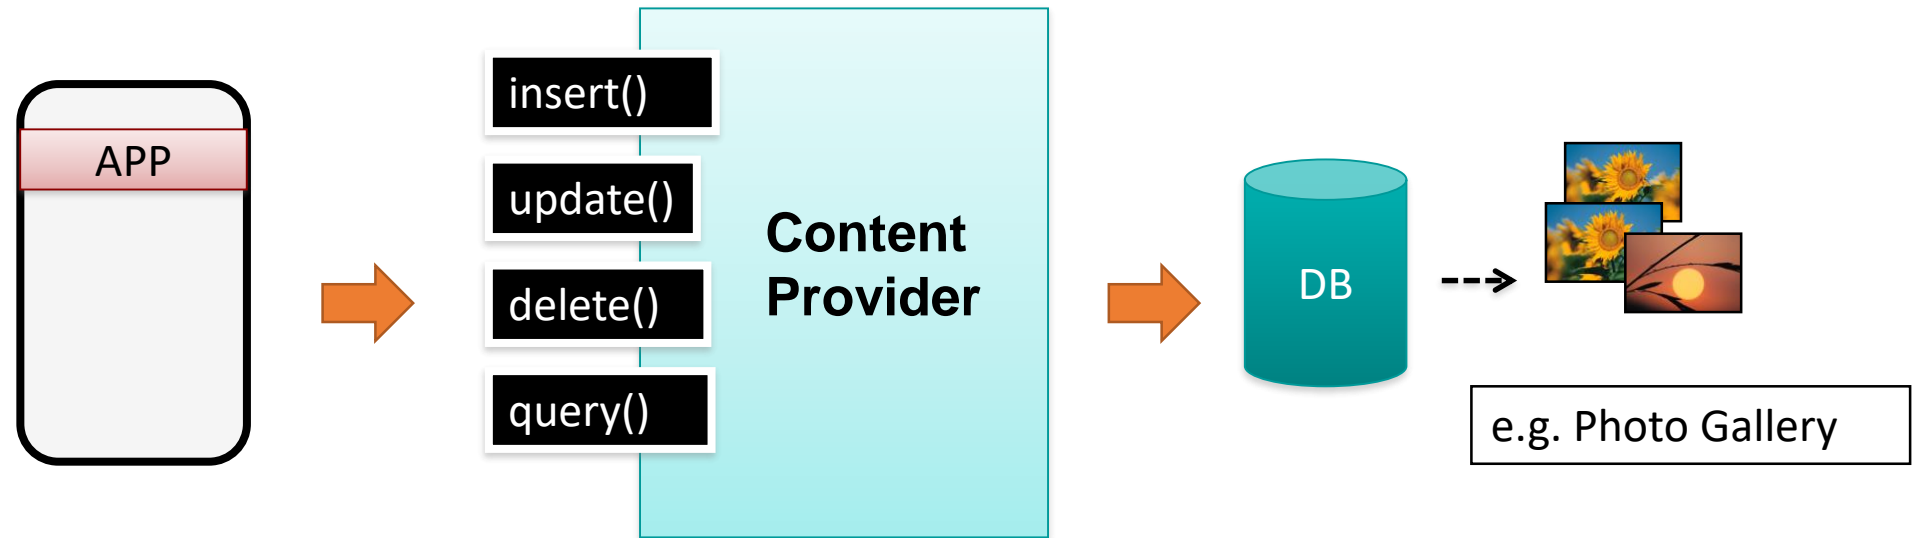 APP
insert()
update()
delete()
query()
Content
Provider
DB
e.g. Photo Gallery